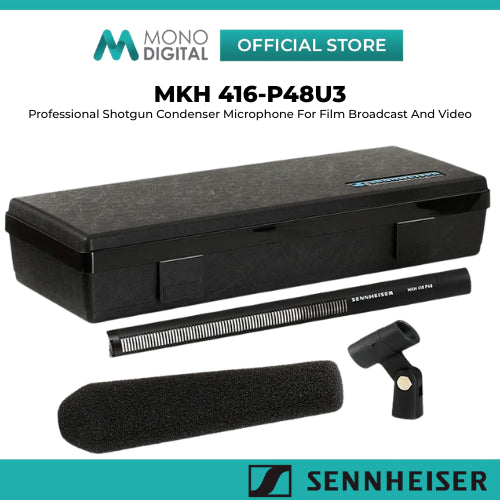 MONO
DIGITAL
OFFICIAL STORE
MKH 416-P48U3
Professional Shotgun Condenser Microphone For Film Broadcast And Video
SENNHEISER
SENNHEISER MKH 416 P48
SENNHEISER